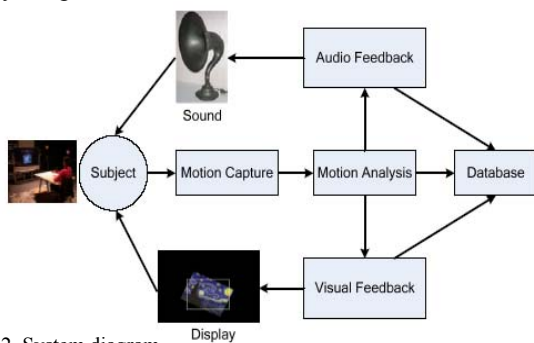 Audio Feedback
Sound
Subject
Motion Capture
Motion Analysis
Database
Visual Feedback
Display
2. System diagram